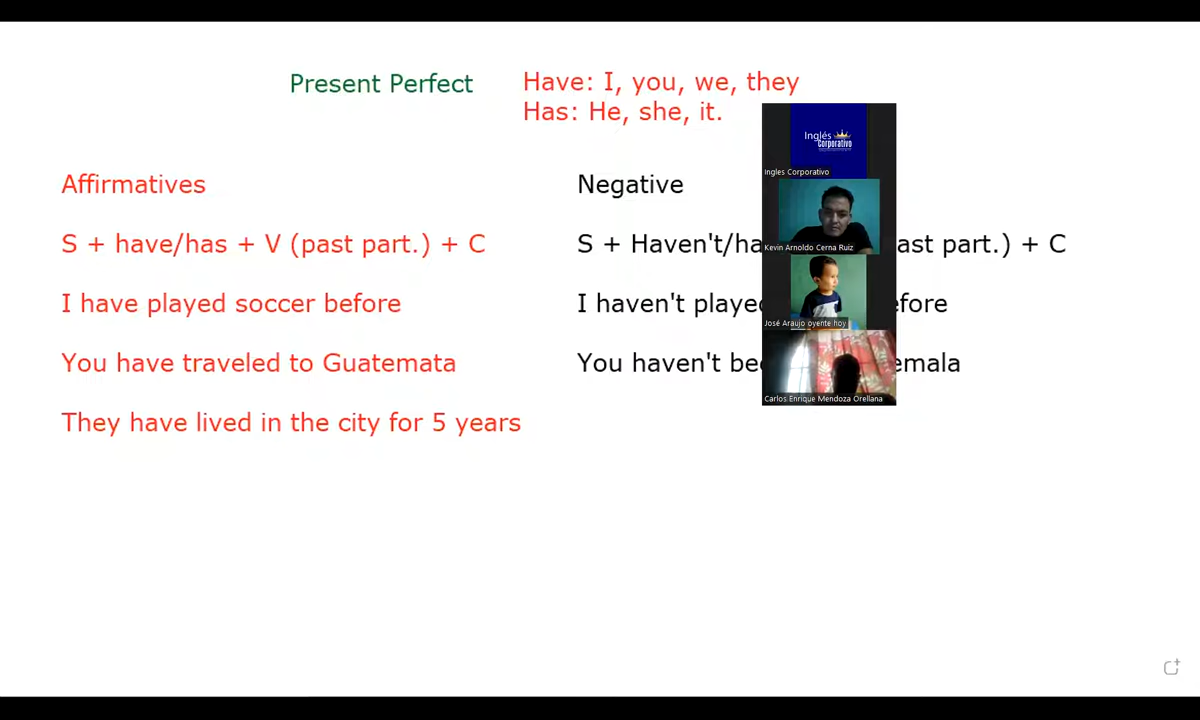 Present Perfect
Have: I, you, we, they
Has: He, she, it.
Inglés
Corporativo
Ingles Corporativo
Kevin Arnoldo Cerna Ruiz
José Araujo oyente hoy
Carlos Enrique Mendoza Orellana
Affirmatives
S + have/has + V (past part.) + C
I have played soccer before
You have traveled to Guatemata
They have lived in the city for 5 years
Negative
S + Haven't/ha ast part.) + C
I haven't played efore
You haven't be emala